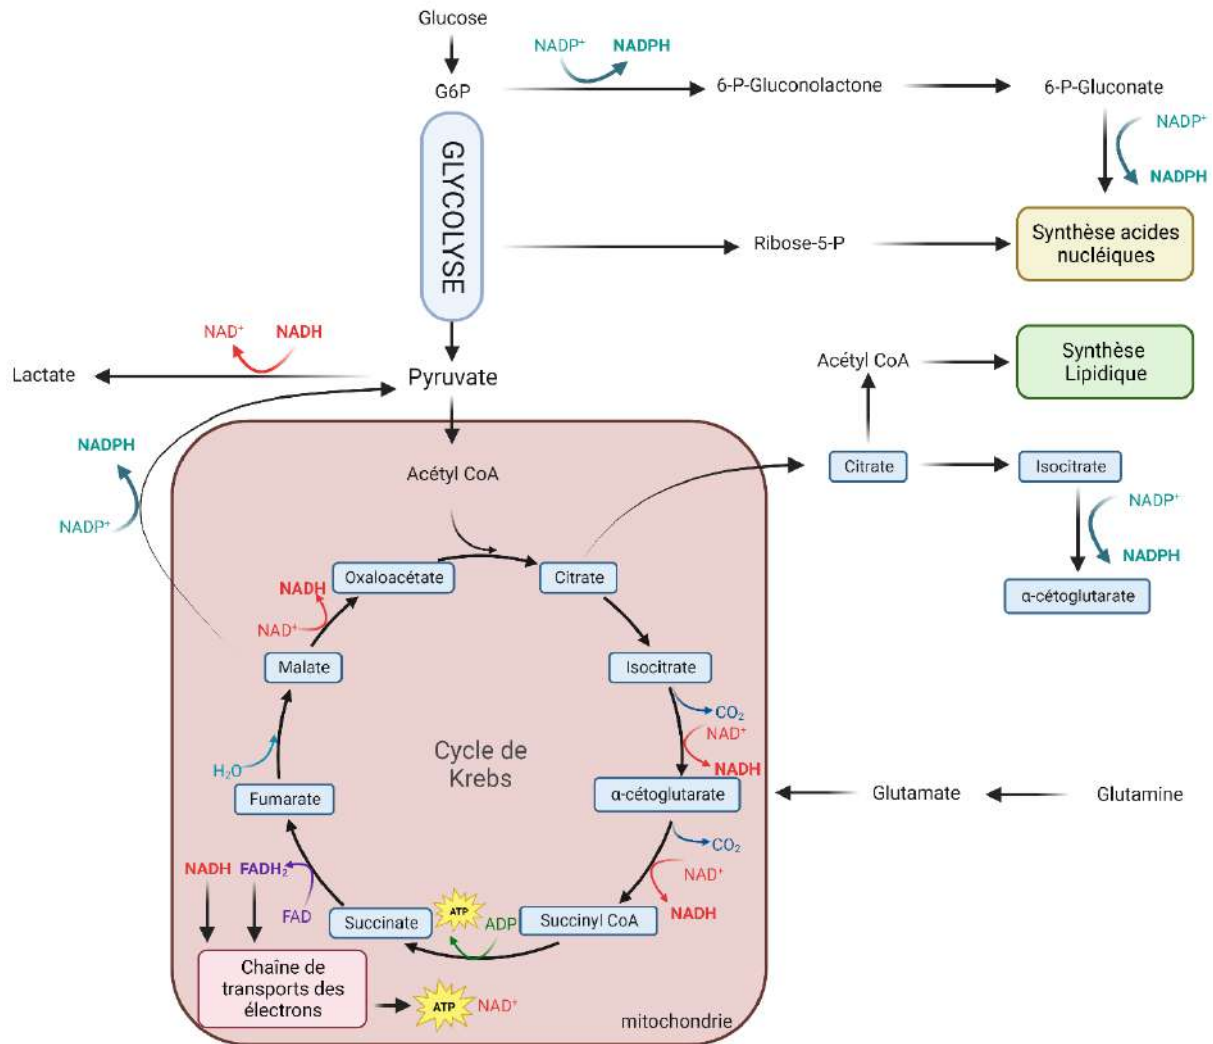 Glucose
NADP⁺
NADPH
G6P
6-P-Gluconolactone
6-P-Gluconate
NADP⁺
NADPH
GLYCOLYSE
Ribose-5-P
Synthèse acides
nucléiques
NAD⁺
NADH
Lactate
Pyruvate
Acétyl CoA
Synthèse
Lipidique
NADPH
NADP⁺
Acétyl CoA
Citrate
Isocitrate
NADP⁺
NADPH
α-cétoglutarate
Oxaloacétate
Citrate
NADH
NAD⁺
Malate
Isocitrate
CO₂
NAD⁺
NADH
Cycle de
Krebs
H₂O
Fumarate
α-cétoglutarate
Glutamate
Glutamine
CO₂
NAD⁺
NADH
NADH
FADH₂
FAD
Succinate
ATP
ADP
Succinyl CoA
Chaîne de
transports des
électrons
ATP
NAD⁺
mitochondrie